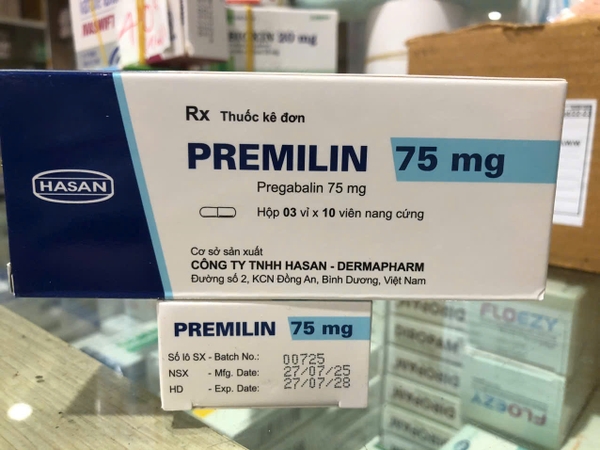 Rx Thuốc kê đơn
PREMILIN 75 mg
Pregabalin 75 mg
Hộp 03 vỉ x 10 viên nang cứng
HASAN
Cơ sở sản xuất
CÔNG TY TNHH HASAN - DERMAPHARM
Đường số 2, KCN Đồng An, Bình Dương, Việt Nam
PREMILIN 75 mg
Số lô SX - Batch No.: 00725
NSX - Mfg. Date: 27/07/25
HD - Exp. Date: 27/07/28
FLOEZY
DIROPAM
FLOEZY